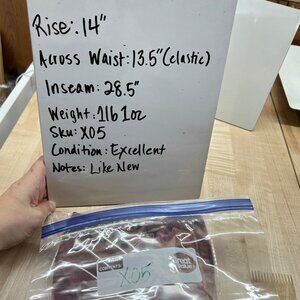 Rise: 14"
Across Waist: 13.5" (elastic)
Inseam: 28.5"
Weight: 1lb 1oz
Sku: X05
Condition: Excellent
Notes: Like New
CONTENTS
X05
Great Value